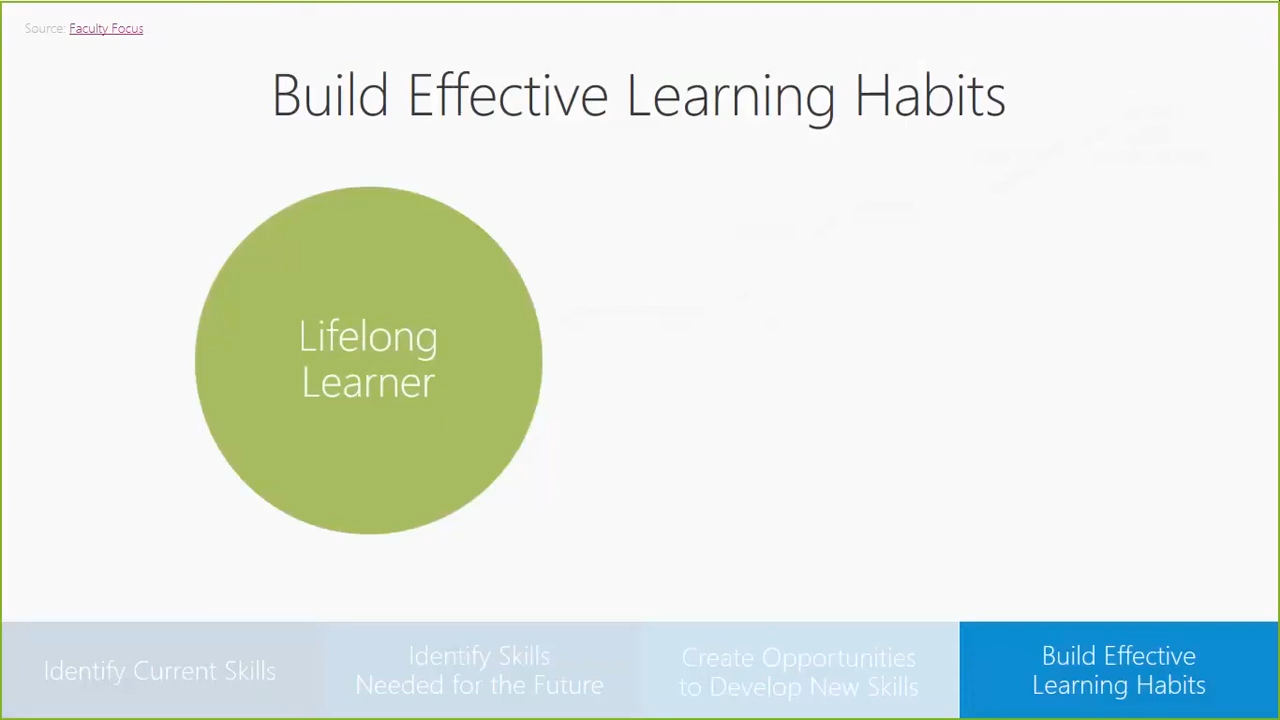 Source: Faculty Focus
Build Effective Learning Habits
Lifelong
Learner
Identify Current Skills
Identify Skills
Needed for the Future
Create Opportunities
to Develop New Skills
Build Effective
Learning Habits